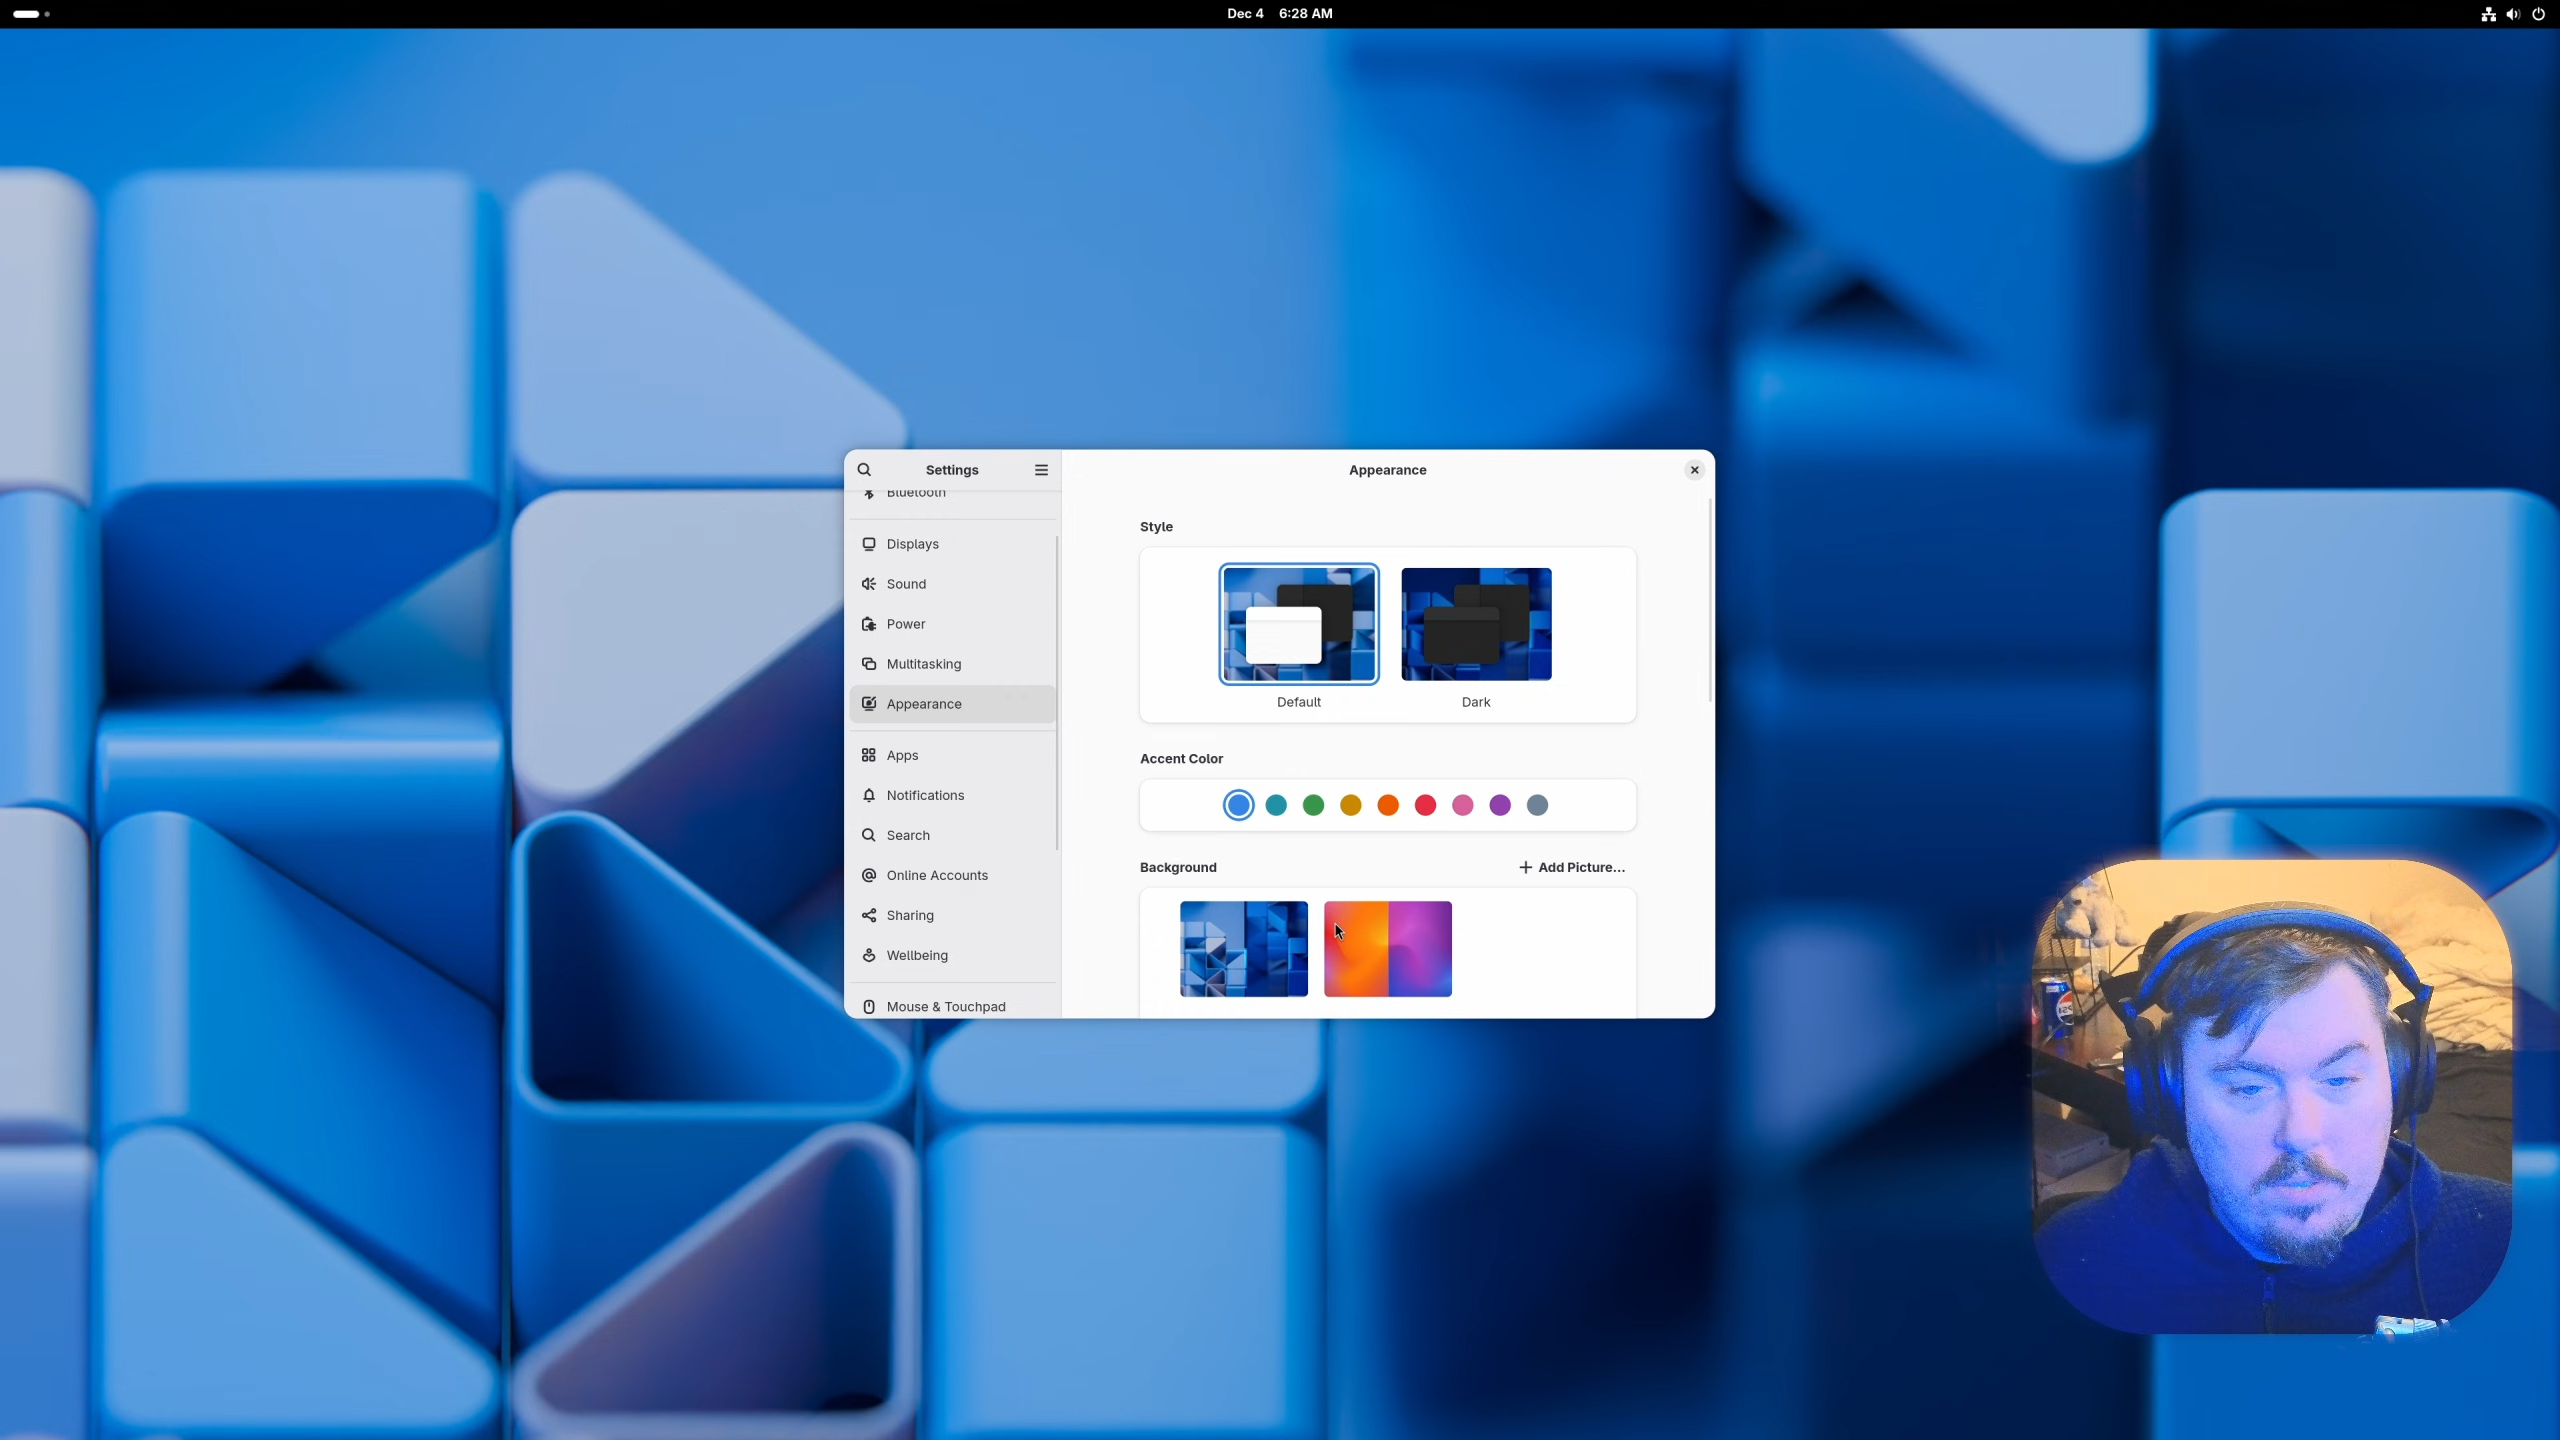 Dec 4 6:28 AM
Settings
Bluetooth
Displays
Sound
Power
Multitasking
Appearance
Apps
Notifications
Search
Online Accounts
Sharing
Wellbeing
Mouse & Touchpad
Appearance
Style
Default
Dark
Accent Color
Background
Add Picture...